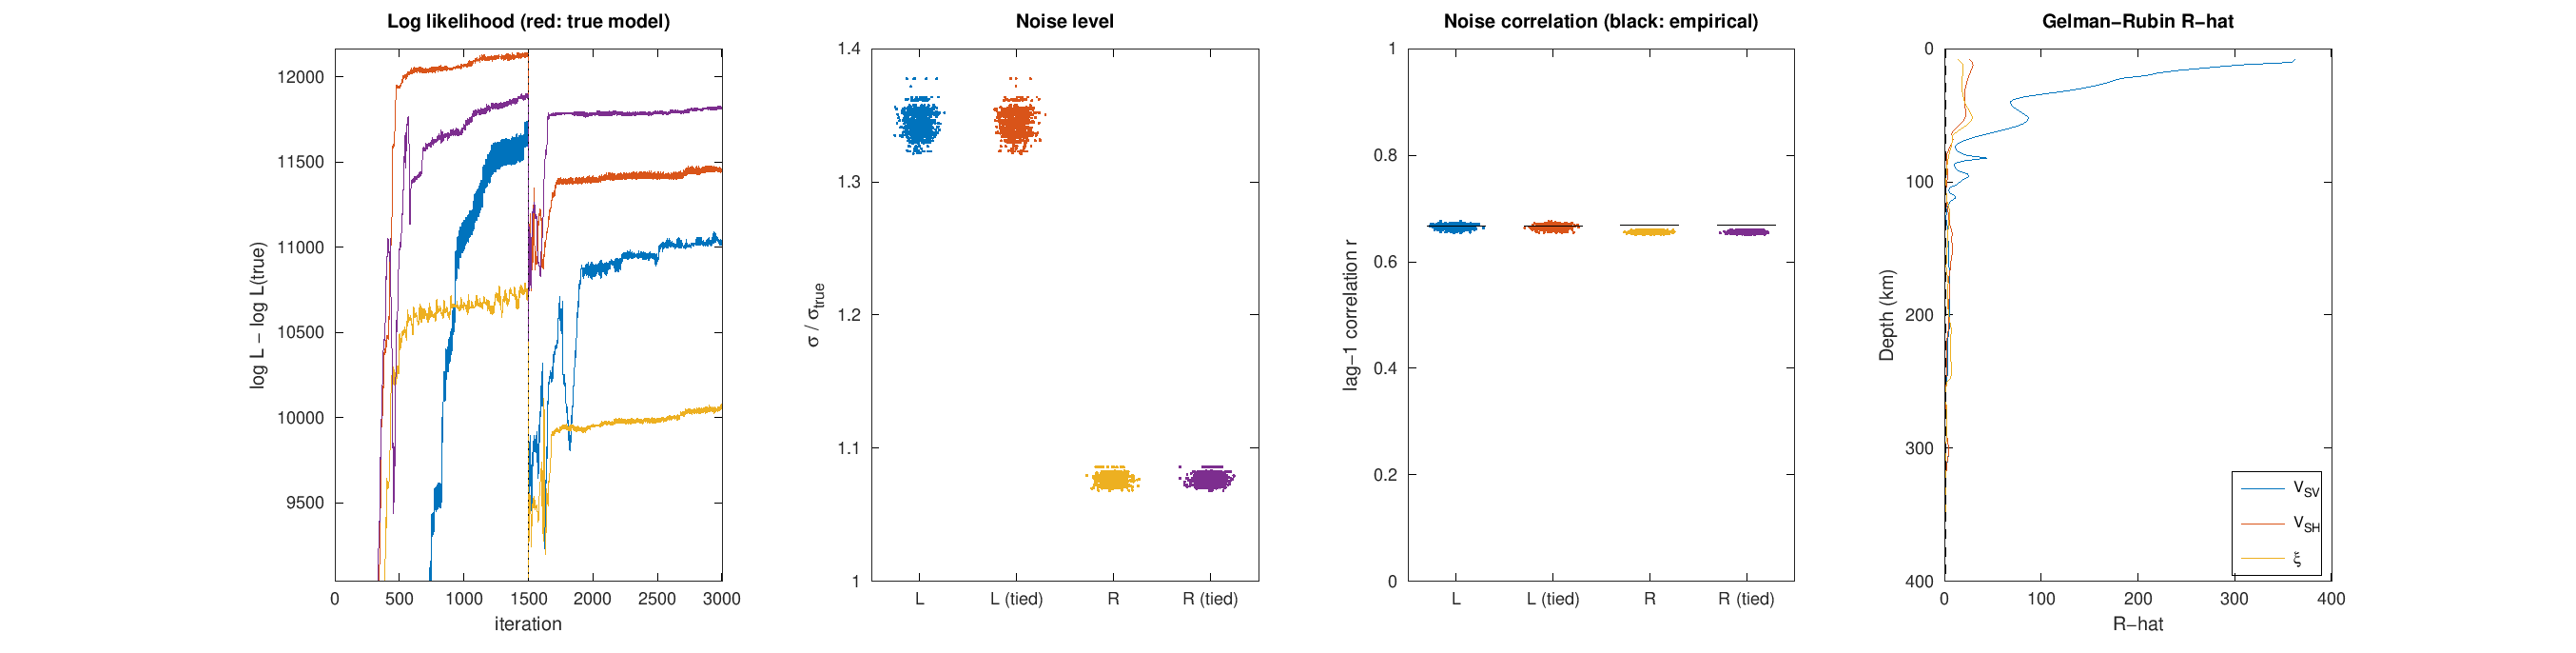 Log likelihood (red: true model)
12000
11500
11000
10500
10000
9500
0 500 1000 1500 2000 2500 3000
iteration
log L − log L(true)
Noise level
1.4
1.3
1.2
1.1
1
L L (tied) R R (tied)
σ / σtrue
Noise correlation (black: empirical)
1
0.8
0.6
0.4
0.2
0
L L (tied) R R (tied)
lag−1 correlation r
Gelman−Rubin R−hat
0
100
200
300
400
0 100 200 300 400
R−hat
Depth (km)
VSV
VSH
ξ